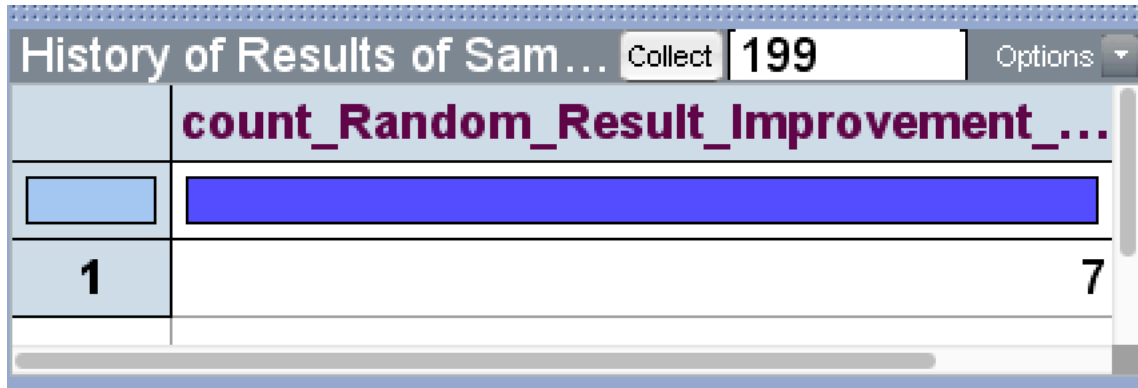 History of Results of Sam... Collect 199 Options
count_Random_Result_Improvement_...
1 7